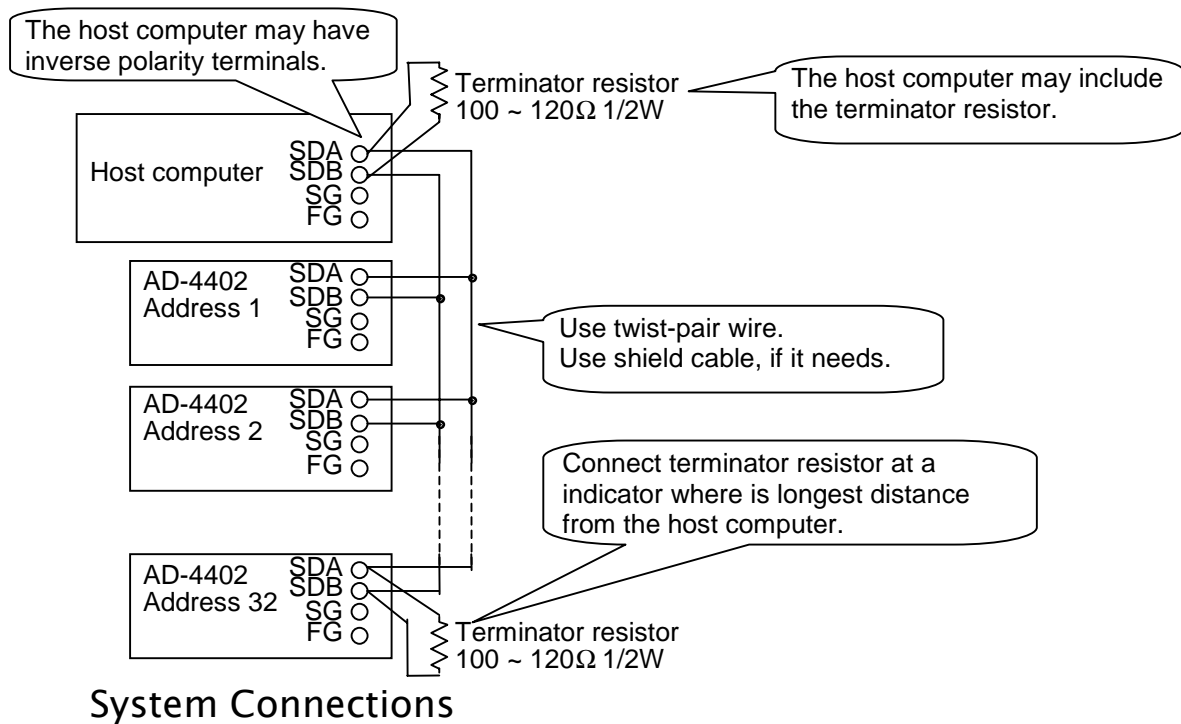 The host computer may have
inverse polarity terminals.
Terminator resistor
100 ~ 120Ω 1/2W
The host computer may include
the terminator resistor.
Host computer
SDA
SDB
SG
FG
AD-4402
Address 1
SDA
SDB
SG
FG
Use twist-pair wire.
Use shield cable, if it needs.
AD-4402
Address 2
SDA
SDB
SG
FG
Connect terminator resistor at a
indicator where is longest distance
from the host computer.
AD-4402
Address 32
SDA
SDB
SG
FG
Terminator resistor
100 ~ 120Ω 1/2W
System Connections